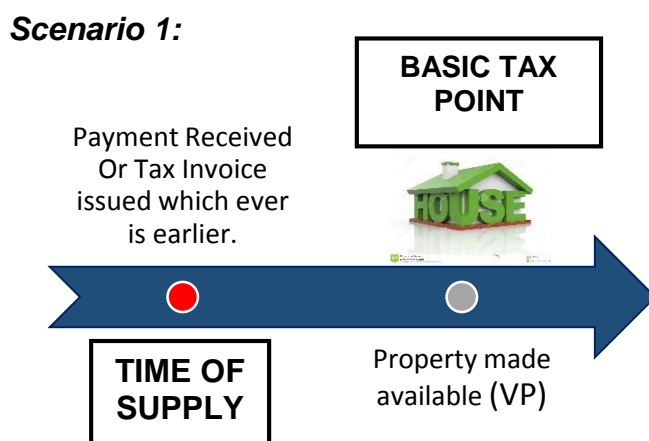 Scenario 1:
BASIC TAX
POINT
Payment Received
Or Tax Invoice
issued which ever
is earlier.
HOUSE
TIME OF
SUPPLY
Property made
available (VP)